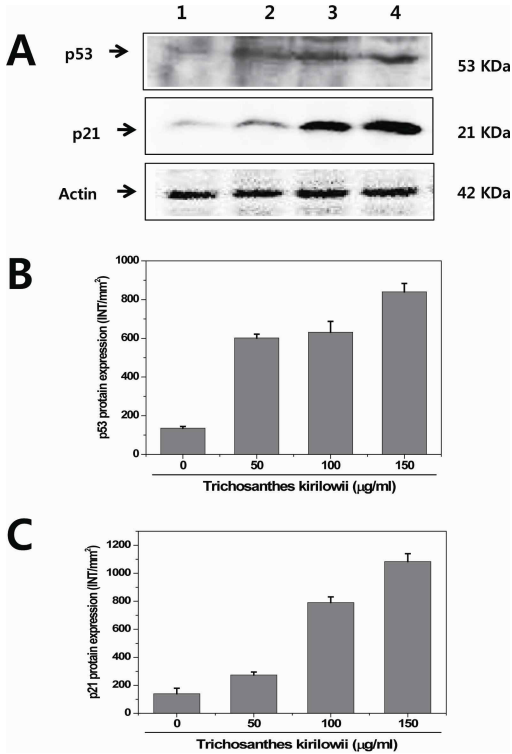 1 2 3 4
A
p53 53 KDa
p21 21 KDa
Actin 42 KDa
B
p53 protain expression (INT/mm²)
1000
800
600
400
200
0
0 50 100 150
Trichosanthes kirilowii (μg/ml)
C
p21 protain expression (INT/mm²)
1200
1000
800
600
400
200
0
0 50 100 150
Trichosanthes kirilowii (μg/ml)